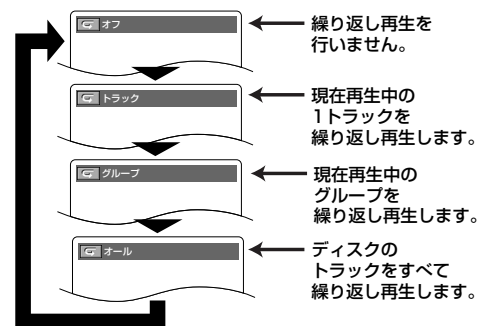 オフ
繰り返し再生を
行いません。
トラック
現在再生中の
1トラックを
繰り返し再生します。
グループ
現在再生中の
グループを
繰り返し再生します。
オール
ディスクの
トラックをすべて
繰り返し再生します。